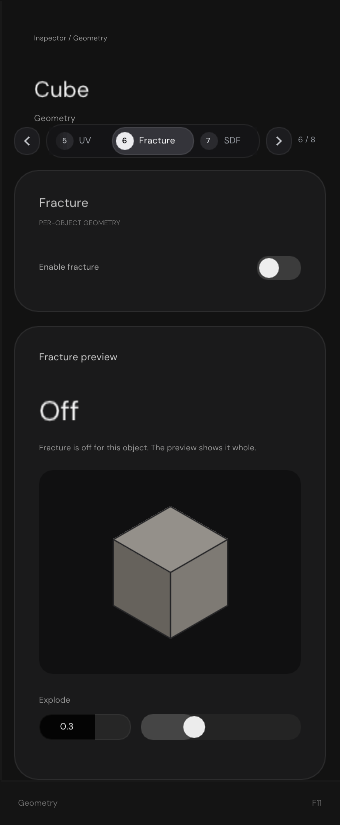 Inspector / Geometry
Cube
Geometry
5 UV 6 Fracture 7 SDF 6 / 8
Fracture
PER-OBJECT GEOMETRY
Enable fracture
Fracture preview
Off
Fracture is off for this object. The preview shows it whole.
Explode
0.3
Geometry F11